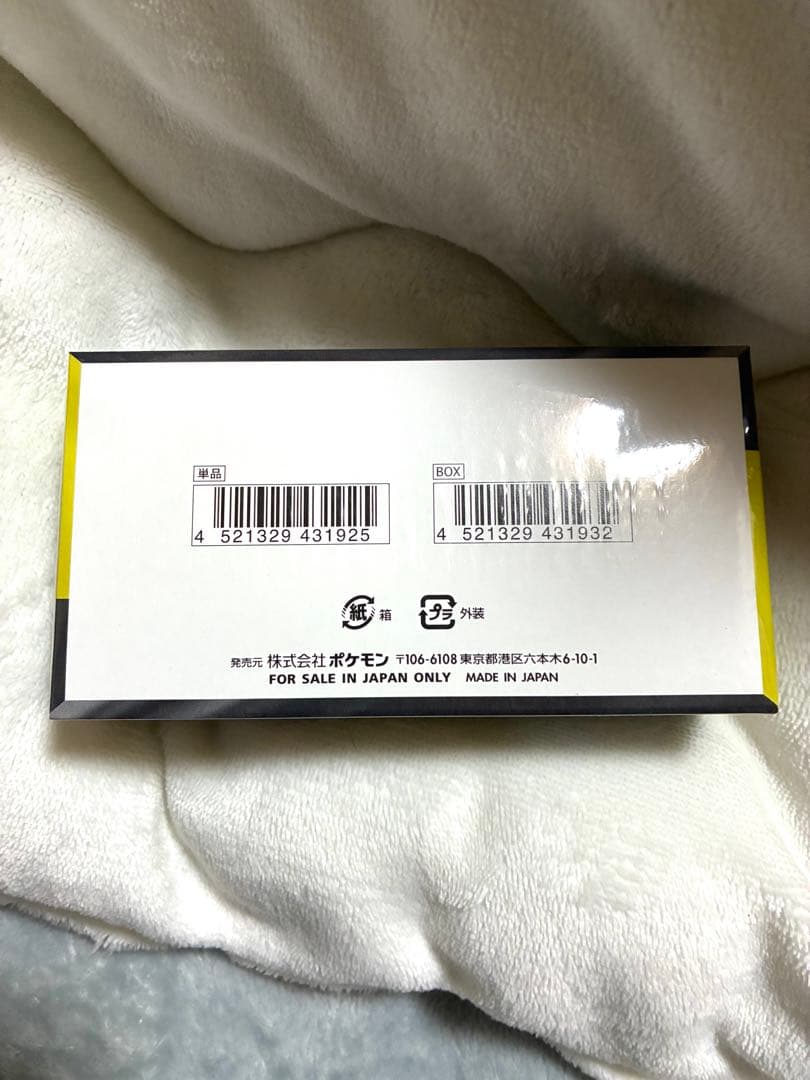 単品
4 521329 431925
BOX
4 521329 431932
紙 箱
プラ 外装
発売元 株式会社ポケモン 〒106-6108 東京都港区六本木6-10-1
FOR SALE IN JAPAN ONLY MADE IN JAPAN